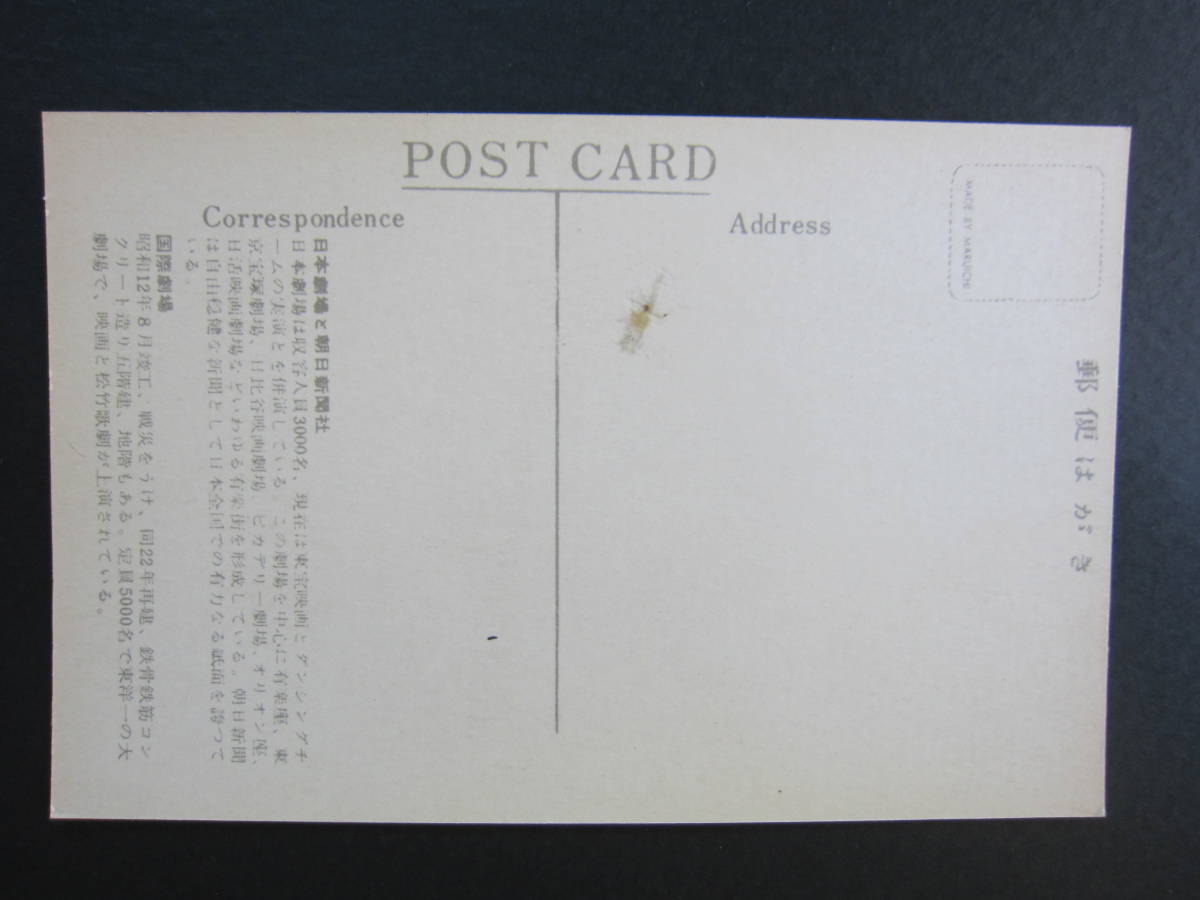 POST CARD
Correspondence
Address
MADE BY MARUICHI
郵便はがき
日本劇場と朝日新聞社
日本劇場は収容人員3000名、現在は東宝映画とダンシングチ
ームの実演とを併演している。この劇場を中心に有楽座、東
京宝塚劇場、日比谷映画劇場、ピカデリー劇場、オリオン座、
日活映画劇場などいわゆる有楽街を形成している。朝日新聞
は自由穏健な新聞として日本全国での有力なる紙面を誇つて
いる。
国際劇場
昭和12年8月竣工、戦災をうけ、同22年再建、鉄骨鉄筋コン
クリート造り五階建、地階もある。定員5000名で東洋一の大
劇場で、映画と松竹歌劇が上演されている。